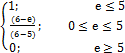 1; e ≤ 5
(6−e)/(6−5); 0 ≤ e ≤ 5
0; e ≥ 5